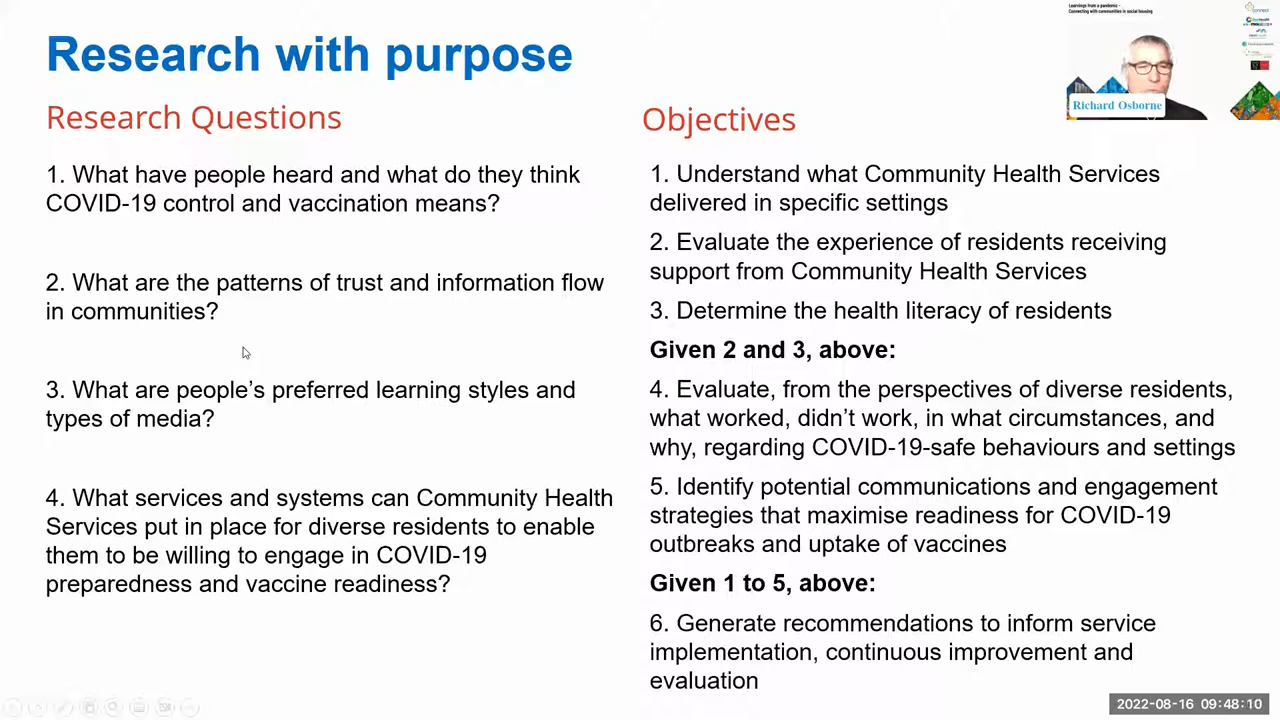 Research with purpose
Research Questions
1. What have people heard and what do they think
COVID-19 control and vaccination means?
2. What are the patterns of trust and information flow
in communities?
3. What are people’s preferred learning styles and
types of media?
4. What services and systems can Community Health
Services put in place for diverse residents to enable
them to be willing to engage in COVID-19
preparedness and vaccine readiness?
Objectives
1. Understand what Community Health Services
delivered in specific settings
2. Evaluate the experience of residents receiving
support from Community Health Services
3. Determine the health literacy of residents
Given 2 and 3, above:
4. Evaluate, from the perspectives of diverse residents,
what worked, didn’t work, in what circumstances, and
why, regarding COVID-19-safe behaviours and settings
5. Identify potential communications and engagement
strategies that maximise readiness for COVID-19
outbreaks and uptake of vaccines
Given 1 to 5, above:
6. Generate recommendations to inform service
implementation, continuous improvement and
evaluation
Learnings from a pandemic -
Connecting with communities in social housing
Richard Osborne
2022-08-16 09:48:10